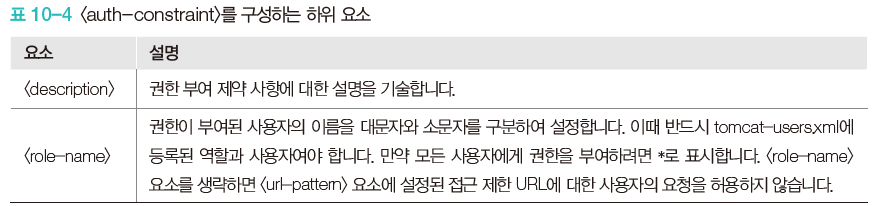 표 10-4 <auth-constraint>를 구성하는 하위 요소
요소 설명
<description> 권한 부여 제약 사항에 대한 설명을 기술합니다.
권한이 부여된 사용자의 이름을 대문자와 소문자를 구분하여 설정합니다. 이때 반드시 tomcat-users.xml에
<role-name> 등록된 역할과 사용자여야 합니다. 만약 모든 사용자에게 권한을 부여하려면 *로 표시합니다. <role-name>
요소를 생략하면 <url-pattern> 요소에 설정된 접근 제한 URL에 대한 사용자의 요청을 허용하지 않습니다.